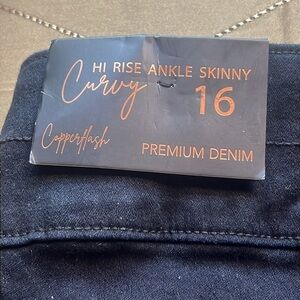 HI RISE ANKLE SKINNY
Curvy 16
Copperflash
PREMIUM DENIM